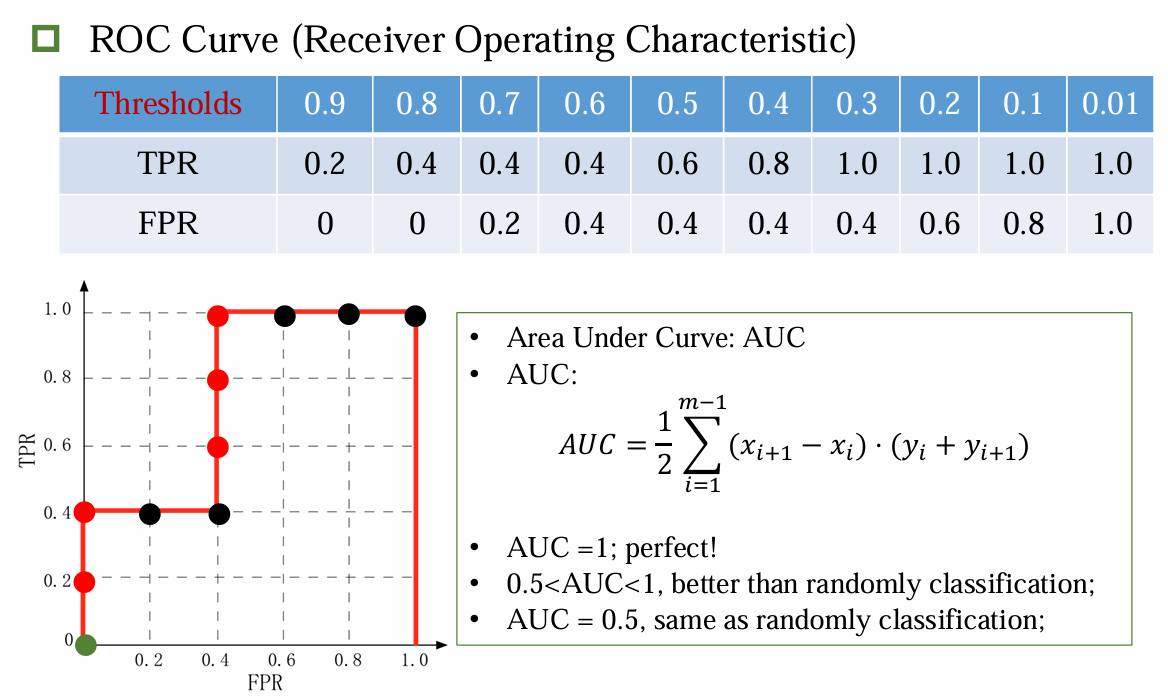 ROC Curve (Receiver Operating Characteristic)
Thresholds 0.9 0.8 0.7 0.6 0.5 0.4 0.3 0.2 0.1 0.01
TPR 0.2 0.4 0.4 0.4 0.6 0.8 1.0 1.0 1.0 1.0
FPR 0 0 0.2 0.4 0.4 0.4 0.4 0.6 0.8 1.0
1.0
0.8
0.6
0.4
0.2
0
TPR
0.2 0.4 0.6 0.8 1.0
FPR
• Area Under Curve: AUC
• AUC:
AUC = \frac{1}{2} \sum_{i=1}^{m-1} (x_{i+1} − x_i) · (y_i + y_{i+1})
• AUC =1; perfect!
• 0.5<AUC<1, better than randomly classification;
• AUC = 0.5, same as randomly classification;